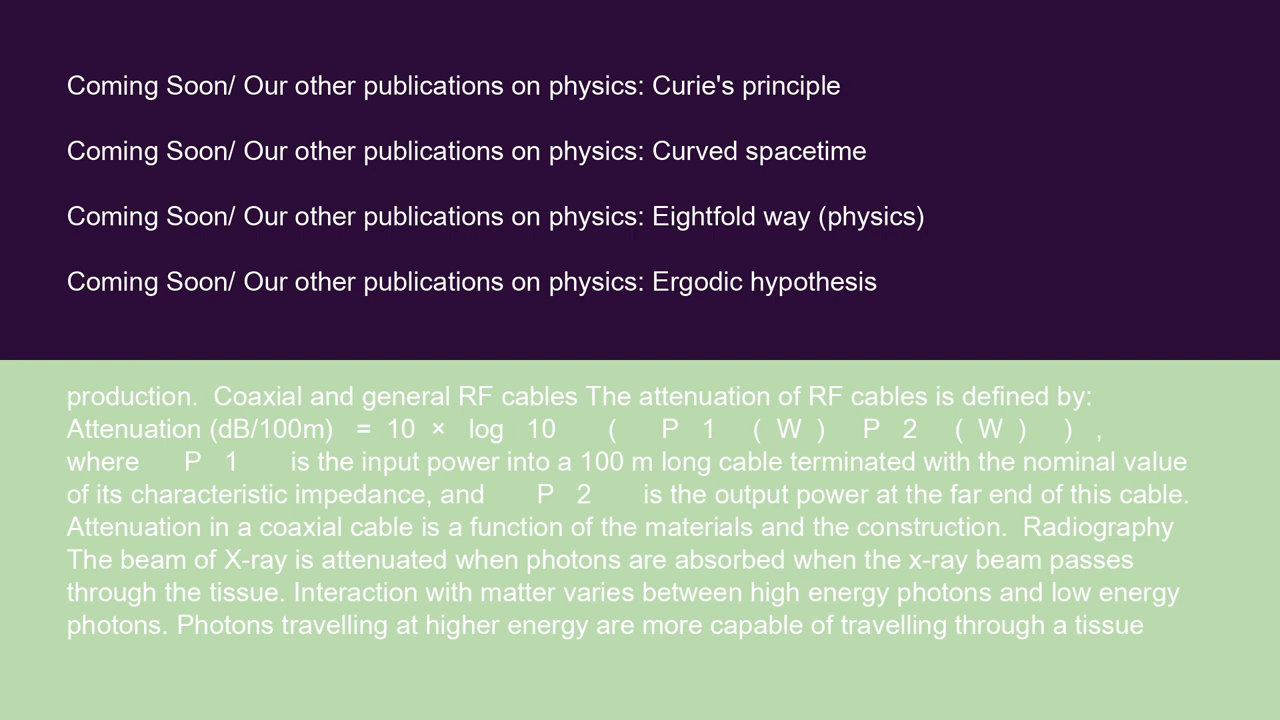 Coming Soon/ Our other publications on physics: Curie's principle
Coming Soon/ Our other publications on physics: Curved spacetime
Coming Soon/ Our other publications on physics: Eightfold way (physics)
Coming Soon/ Our other publications on physics: Ergodic hypothesis
production.  Coaxial and general RF cables The attenuation of RF cables is defined by:
Attenuation (dB/100m)   =  10  ×   log   10       (      P   1     (  W  )     P   2     (  W  )     )   ,
where      P   1       is the input power into a 100 m long cable terminated with the nominal value
of its characteristic impedance, and       P   2       is the output power at the far end of this cable.
Attenuation in a coaxial cable is a function of the materials and the construction.  Radiography
The beam of X-ray is attenuated when photons are absorbed when the x-ray beam passes
through the tissue. Interaction with matter varies between high energy photons and low energy
photons. Photons travelling at higher energy are more capable of travelling through a tissue